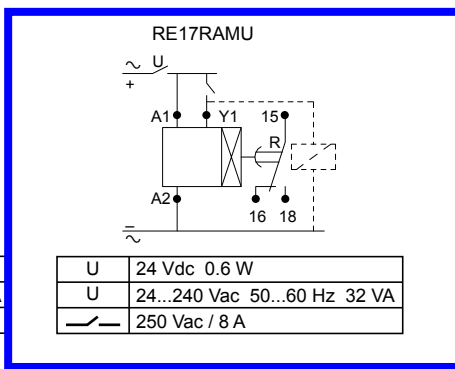 RE17RAMU
U
+
A1 Y1 15
R
A2
16 18
U 24 Vdc 0.6 W
U 24...240 Vac 50...60 Hz 32 VA
250 Vac / 8 A